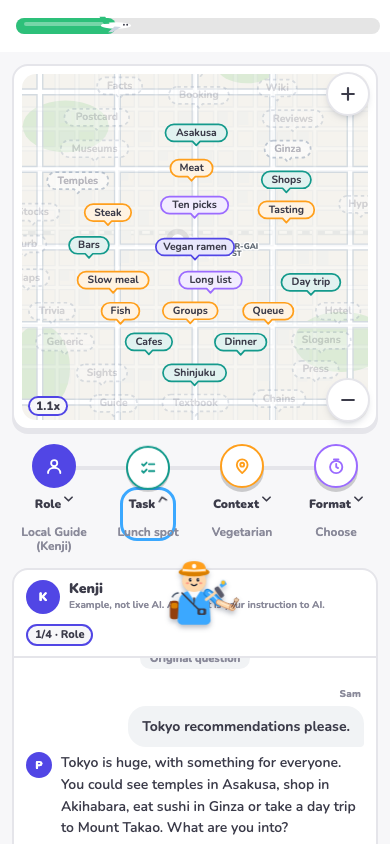 Facts
Booking
Wiki
Postcard
Reviews
Asakusa
Museums
Ginza
Meat
Temples
Shops
Ten picks
Steak
Tasting
Hyp
Bars
Vegan ramen
Slow meal
Long list
Day trip
Trivia
Fish
Groups
Queue
Hotel
Generic
Cafes
Dinner
Slogans
Sights
Shinjuku
Press
Guide
Textbook
Chains
1.1x
Role
Task
Context
Format
Local Guide
(Kenji)
Lunch spot
Vegetarian
Choose
K
Kenji
Example, not live AI.
your instruction to AI.
1/4 · Role
Original question
Sam
Tokyo recommendations please.
P
Tokyo is huge, with something for everyone.
You could see temples in Asakusa, shop in
Akihabara, eat sushi in Ginza or take a day trip
to Mount Takao. What are you into?